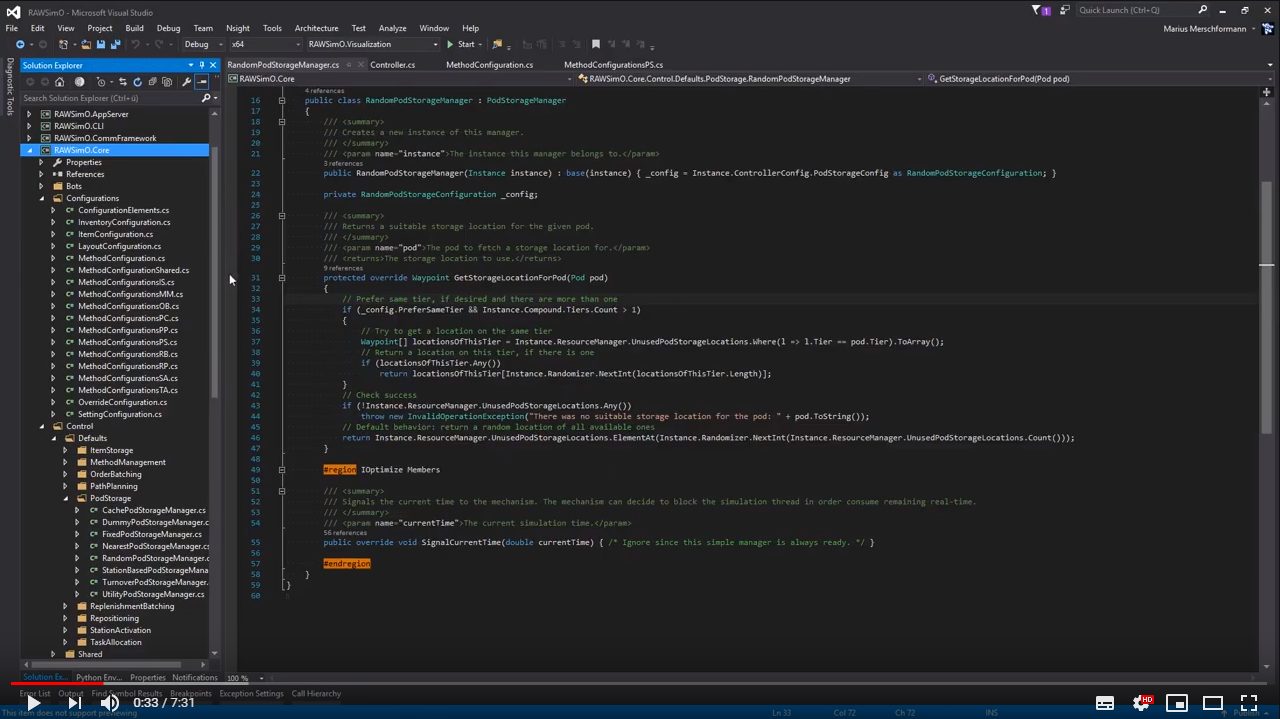 RAWSimO - Microsoft Visual Studio
1
Quick Launch (Ctrl+Q)
File Edit View Project Build Debug Team Insight Tools Architecture Test Analyze Window Help
Marius Merschformann
Debug x64 RAWSimO.Visualization Start
Diagnostic Tools
Solution Explorer
Search Solution Explorer (Ctrl+ü)
RAWSimO.AppServer
RAWSimO.CLI
RAWSimO.CommFramework
RAWSimO.Core
Properties
References
Bots
Configurations
ConfigurationElements.cs
InventoryConfiguration.cs
ItemConfiguration.cs
LayoutConfiguration.cs
MethodConfiguration.cs
MethodConfigurationShared.cs
MethodConfigurationsIS.cs
MethodConfigurationsMM.cs
MethodConfigurationsOB.cs
MethodConfigurationsPC.cs
MethodConfigurationsPP.cs
MethodConfigurationsPS.cs
MethodConfigurationsRB.cs
MethodConfigurationsRP.cs
MethodConfigurationsSA.cs
MethodConfigurationsTA.cs
OverrideConfiguration.cs
SettingConfiguration.cs
Control
Defaults
ItemStorage
MethodManagement
OrderBatching
PathPlanning
PodStorage
CachePodStorageManager.cs
DummyPodStorageManager.c
FixedPodStorageManager.cs
NearestPodStorageManager.cs
RandomPodStorageManager.cs
StationBasedPodStorageManag
TurnoverPodStorageManager.
UtilityPodStorageManager.cs
ReplenishmentBatching
Repositioning
StationActivation
TaskAllocation
Shared
Solution Ex... Python Env... Properties Notifications
RandomPodStorageManager.cs Controller.cs MethodConfiguration.cs MethodConfigurationsPS.cs
RAWSimO.Core RAWSimO.Core.Control.Defaults.PodStorage.RandomPodStorageManager GetStorageLocationForPod(Pod pod)
4 references
16 public class RandomPodStorageManager : PodStorageManager
17 {
18 /// <summary>
19 /// Creates a new instance of this manager.
20 /// </summary>
21 /// <param name="instance">The instance this manager belongs to.</param>
3 references
22 public RandomPodStorageManager(Instance instance) : base(instance) { _config = Instance.ControllerConfig.PodStorageConfig as RandomPodStorageConfiguration; }
23
24 private RandomPodStorageConfiguration _config;
25
26 /// <summary>
27 /// Returns a suitable storage location for the given pod.
28 /// </summary>
29 /// <param name="pod">The pod to fetch a storage location for.</param>
30 /// <returns>The storage location to use.</returns>
9 references
31 protected override Waypoint GetStorageLocationForPod(Pod pod)
32 {
33 // Prefer same tier, if desired and there are more than one
34 if (_config.PreferSameTier && Instance.Compound.Tiers.Count > 1)
35 {
36 // Try to get a location on the same tier
37 Waypoint[] locationsOfThisTier = Instance.ResourceManager.UnusedPodStorageLocations.Where(l => l.Tier == pod.Tier).ToArray();
38 // Return a location on this tier, if there is one
39 if (locationsOfThisTier.Any())
40 return locationsOfThisTier[Instance.Randomizer.NextInt(locationsOfThisTier.Length)];
41 }
42 // Check success
43 if (!Instance.ResourceManager.UnusedPodStorageLocations.Any())
44 throw new InvalidOperationException("There was no suitable storage location for the pod: " + pod.ToString());
45 // Default behavior: return a random location of all available ones
46 return Instance.ResourceManager.UnusedPodStorageLocations.ElementAt(Instance.Randomizer.NextInt(Instance.ResourceManager.UnusedPodStorageLocations.Count()));
47 }
48
49 #region IOptimize Members
50
51 /// <summary>
52 /// Signals the current time to the mechanism. The mechanism can decide to block the simulation thread in order consume remaining real-time.
53 /// </summary>
54 /// <param name="currentTime">The current simulation time.</param>
56 references
55 public override void SignalCurrentTime(double currentTime) { /* Ignore since this simple manager is always ready. */ }
56
57 #endregion
58 }
59 }
60
100 %
Error List Output Find Symbol Results Breakpoints Exception Settings Call Hierarchy
0:33 / 7:31
HD
This item does not support previewing
Ln 33 Col 72 Ch 72 INS Publish